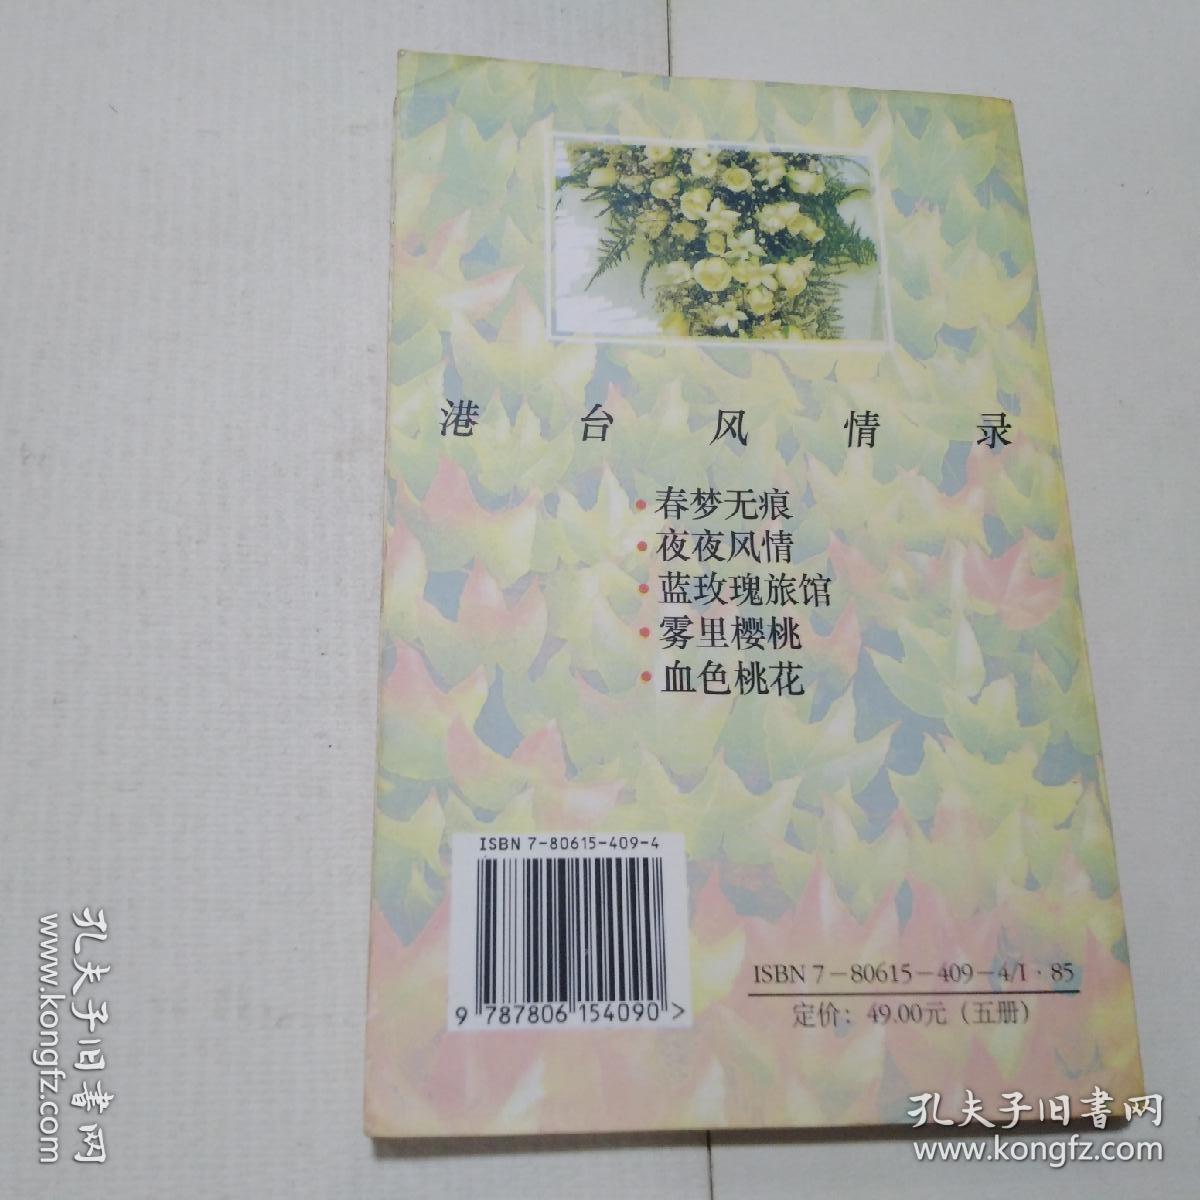 港台风情录
• 春梦无痕
• 夜夜风情
• 蓝玫瑰旅馆
• 雾里樱桃
• 血色桃花
ISBN 7-80615-409-4
9 787806 154090 >
ISBN 7-80615-409-4/I·85
定价：49.00元（五册）
孔夫子旧书网
www.kongfz.com
孔夫子旧书网
www.kongfz.com